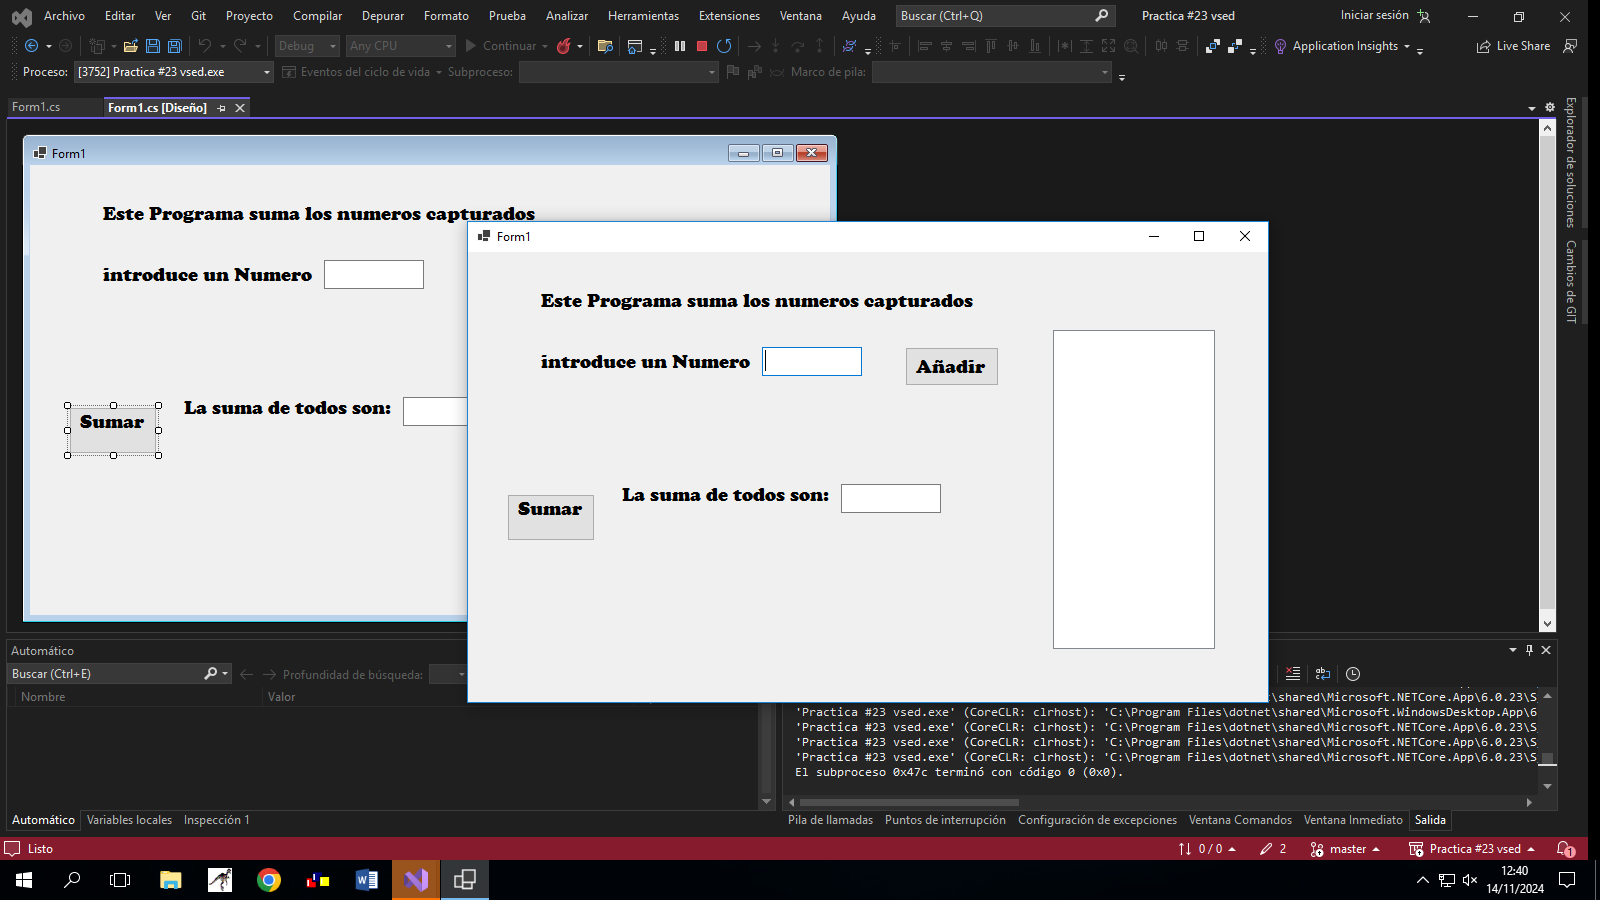 Archivo Editar Ver Git Proyecto Compilar Depurar Formato Prueba Analizar Herramientas Extensiones Ventana Ayuda Buscar (Ctrl+Q) Practica #23 vsed Iniciar sesión
Debug Any CPU Continuar Application Insights Live Share
Proceso: [3752] Practica #23 vsed.exe Eventos del ciclo de vida Subproceso: Marco de pila:
Form1.cs Form1.cs [Diseño]
Explorador de soluciones
Cambios de GIT
Form1
Este Programa suma los numeros capturados
introduce un Numero
Sumar La suma de todos son:
Form1
Este Programa suma los numeros capturados
introduce un Numero Añadir
La suma de todos son:
Sumar
Automático
Buscar (Ctrl+E) Profundidad de búsqueda:
Nombre Valor
t\shared\Microsoft.NETCore.App\6.0.23\S
'Practica #23 vsed.exe' (CoreCLR: clrhost): 'C:\Program Files\dotnet\shared\Microsoft.WindowsDesktop.App\6
'Practica #23 vsed.exe' (CoreCLR: clrhost): 'C:\Program Files\dotnet\shared\Microsoft.NETCore.App\6.0.23\S
'Practica #23 vsed.exe' (CoreCLR: clrhost): 'C:\Program Files\dotnet\shared\Microsoft.NETCore.App\6.0.23\S
'Practica #23 vsed.exe' (CoreCLR: clrhost): 'C:\Program Files\dotnet\shared\Microsoft.NETCore.App\6.0.23\S
El subproceso 0x47c terminó con código 0 (0x0).
Automático Variables locales Inspección 1 Pila de llamadas Puntos de interrupción Configuración de excepciones Ventana Comandos Ventana Inmediato Salida
Listo 0 / 0 2 master Practica #23 vsed 1
12:40
14/11/2024